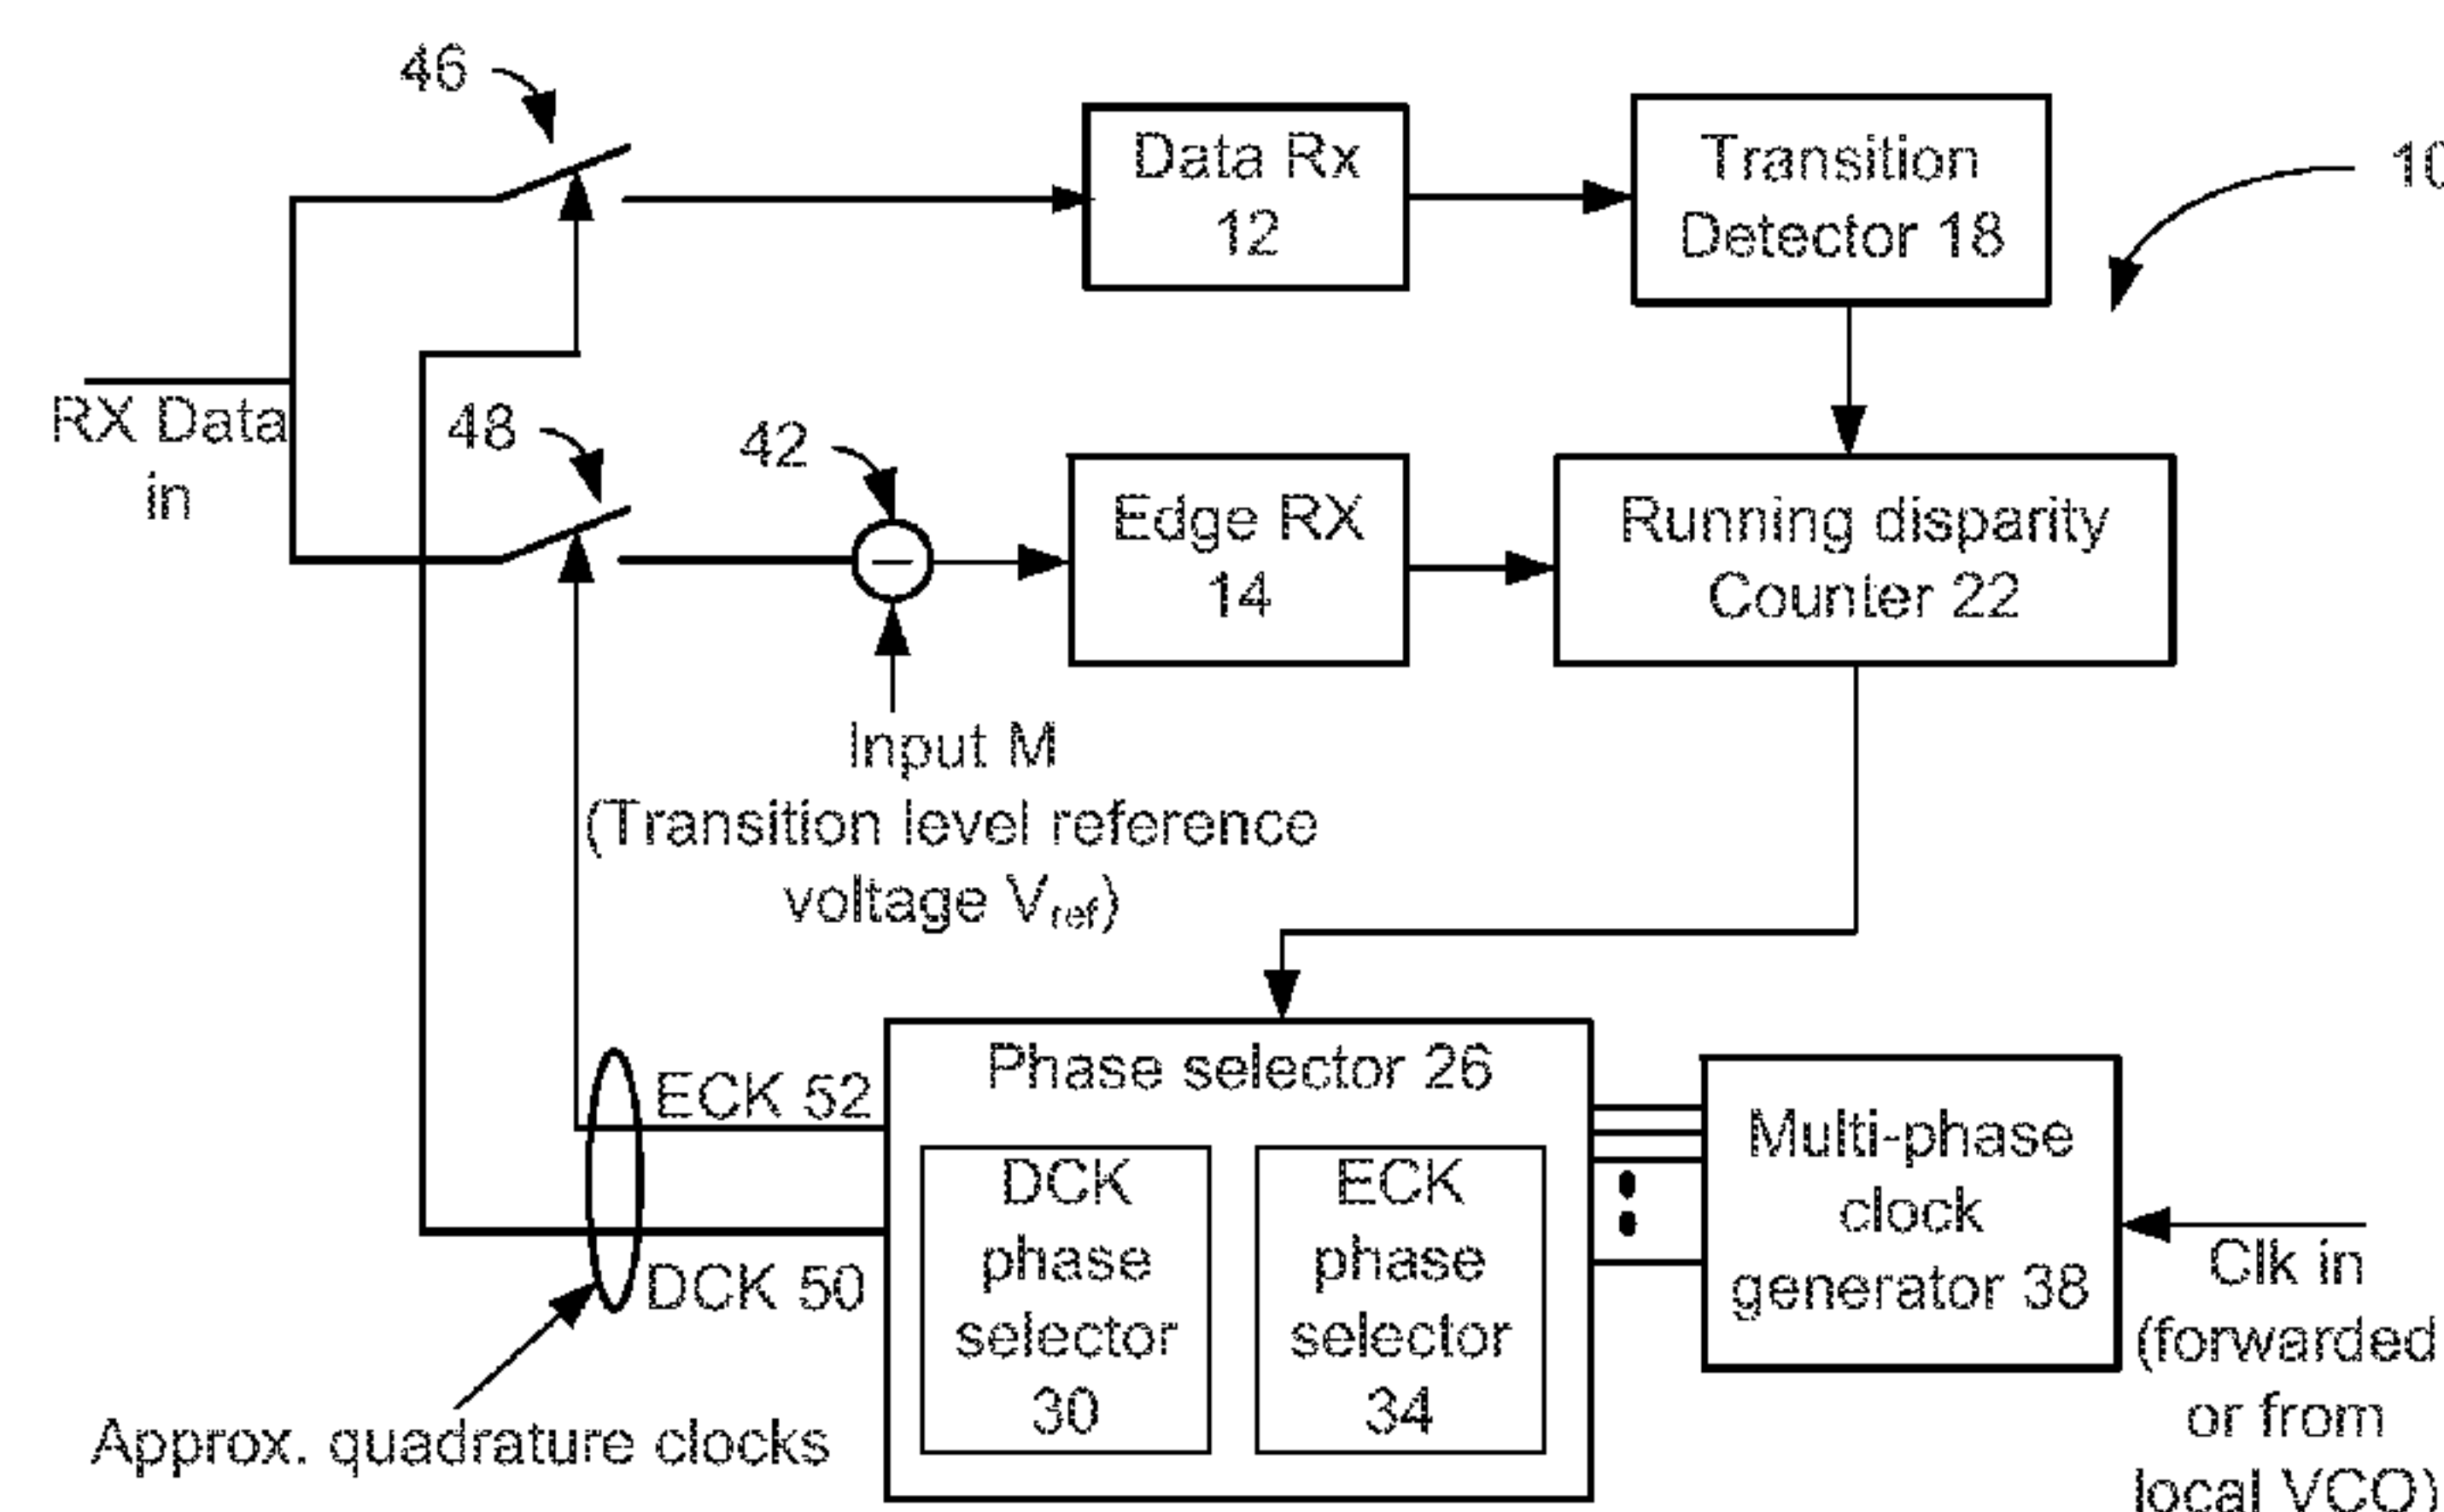 46
Data Rx
12
Transition
Detector 18
10
RX Data
in
48
42
Edge RX
14
Running disparity
Counter 22
Input M
(Transition level reference
voltage Vref)
Phase selector 26
ECK 52
DCK 50
DCK
phase
selector
30
ECK
phase
selector
34
Multi-phase
clock
generator 38
Clk in
(forwarded
or from
local VCO)
Approx. quadrature clocks